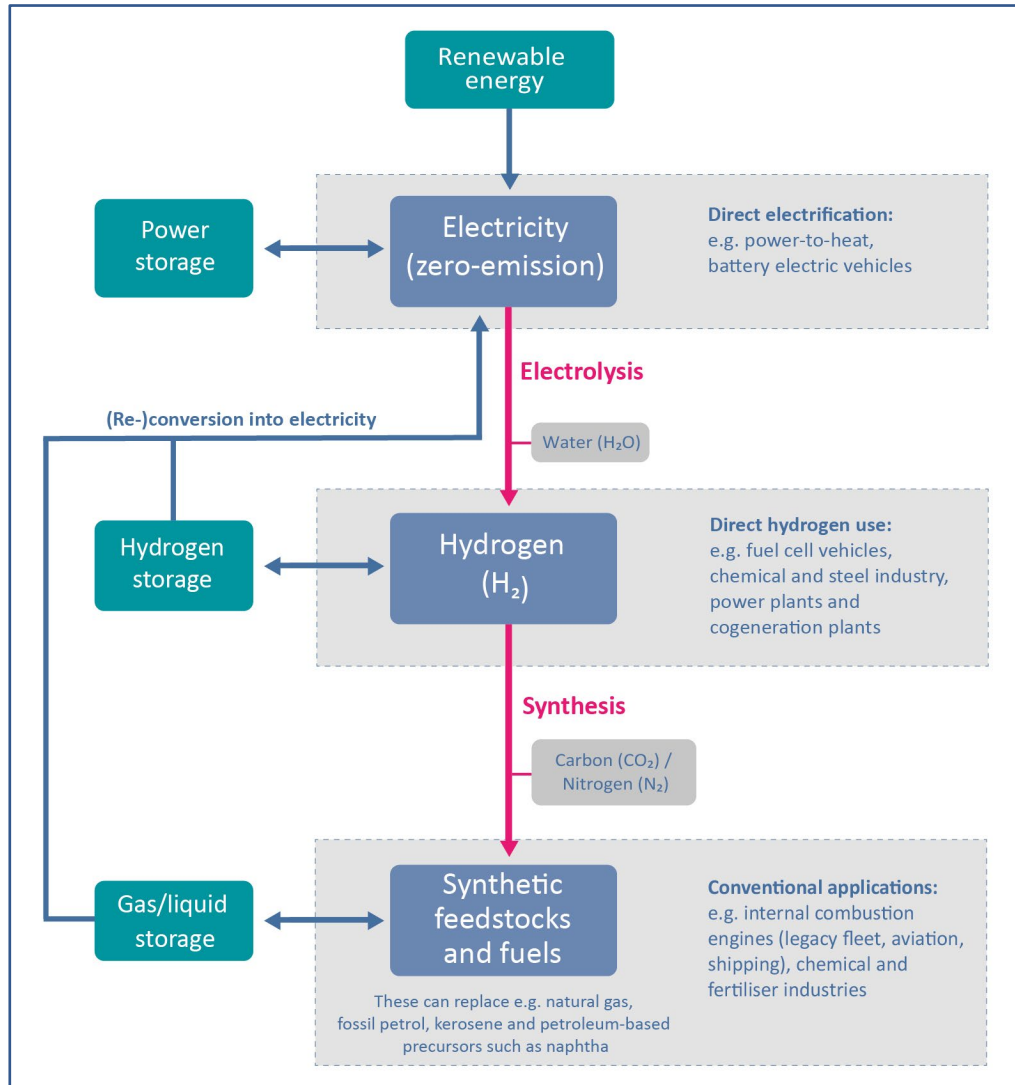 Renewable
energy
Power
storage
Electricity
(zero-emission)
Direct electrification:
e.g. power-to-heat,
battery electric vehicles
Electrolysis
(Re-)conversion into electricity
Water (H₂O)
Hydrogen
storage
Hydrogen
(H₂)
Direct hydrogen use:
e.g. fuel cell vehicles,
chemical and steel industry,
power plants and
cogeneration plants
Synthesis
Carbon (CO₂) /
Nitrogen (N₂)
Gas/liquid
storage
Synthetic
feedstocks
and fuels
Conventional applications:
e.g. internal combustion
engines (legacy fleet, aviation,
shipping), chemical and
fertiliser industries
These can replace e.g. natural gas,
fossil petrol, kerosene and petroleum-based
precursors such as naphtha